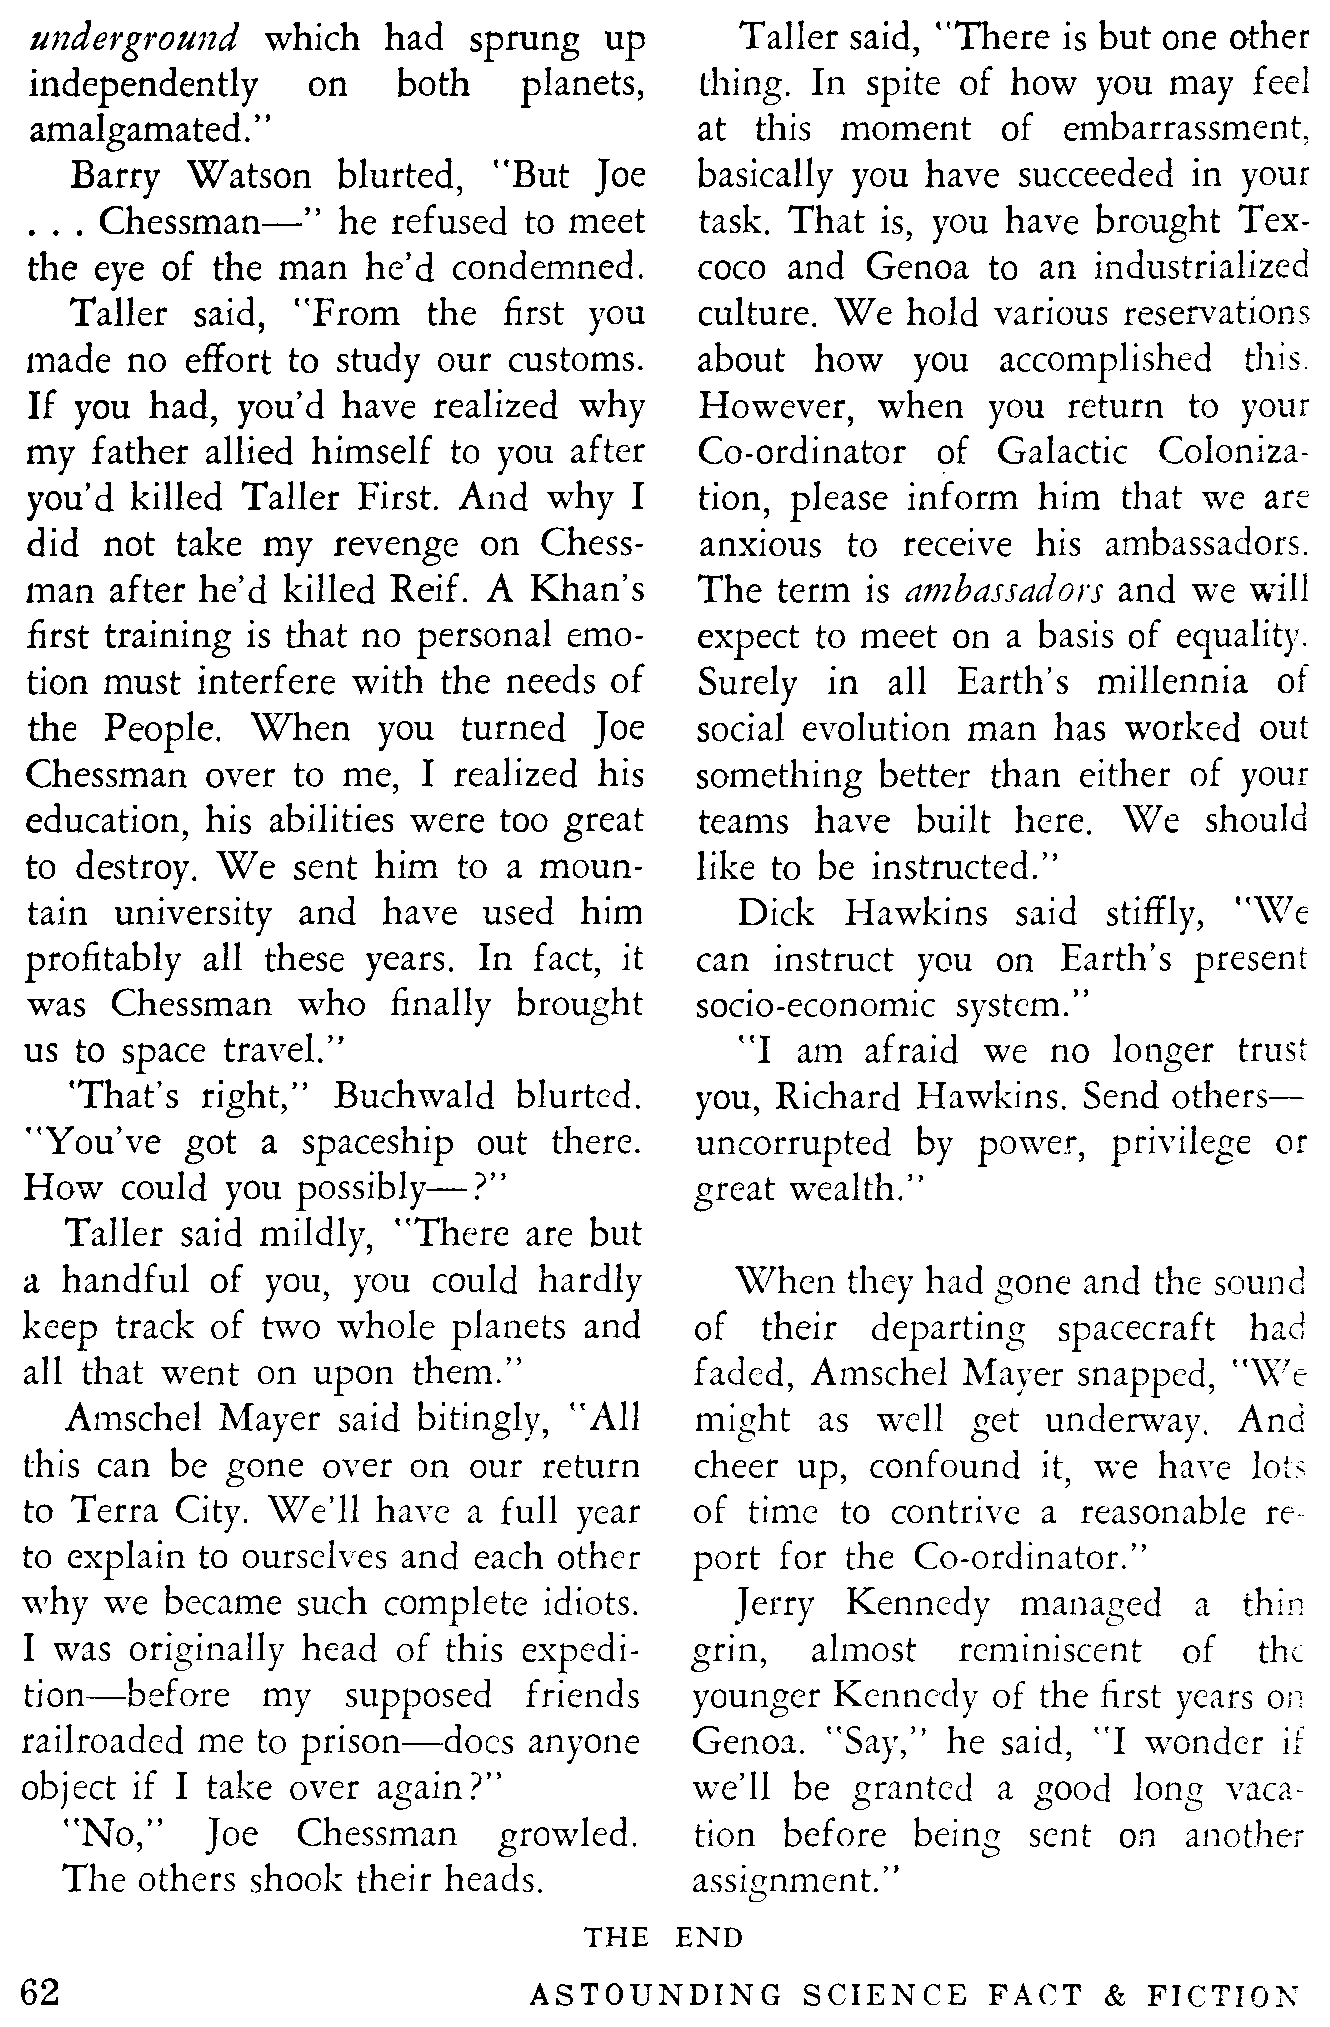 underground which had sprung up
independently on both planets,
amalgamated."
Barry Watson blurted, "But Joe
. . . Chessman—" he refused to meet
the eye of the man he'd condemned.
Taller said, "From the first you
made no effort to study our customs.
If you had, you'd have realized why
my father allied himself to you after
you'd killed Taller First. And why I
did not take my revenge on Chess-
man after he'd killed Reif. A Khan's
first training is that no personal emo-
tion must interfere with the needs of
the People. When you turned Joe
Chessman over to me, I realized his
education, his abilities were too great
to destroy. We sent him to a moun-
tain university and have used him
profitably all these years. In fact, it
was Chessman who finally brought
us to space travel."
'That's right," Buchwald blurted.
"You've got a spaceship out there.
How could you possibly—?"
Taller said mildly, "There are but
a handful of you, you could hardly
keep track of two whole planets and
all that went on upon them."
Amschel Mayer said bitingly, "All
this can be gone over on our return
to Terra City. We'll have a full year
to explain to ourselves and each other
why we became such complete idiots.
I was originally head of this expedi-
tion—before my supposed friends
railroaded me to prison—does anyone
object if I take over again?"
"No," Joe Chessman growled.
The others shook their heads.
Taller said, "There is but one other
thing. In spite of how you may feel
at this moment of embarrassment,
basically you have succeeded in your
task. That is, you have brought Tex-
coco and Genoa to an industrialized
culture. We hold various reservations
about how you accomplished this.
However, when you return to your
Co-ordinator of Galactic Coloniza-
tion, please inform him that we are
anxious to receive his ambassadors.
The term is ambassadors and we will
expect to meet on a basis of equality.
Surely in all Earth's millennia of
social evolution man has worked out
something better than either of your
teams have built here. We should
like to be instructed."
Dick Hawkins said stiffly, "We
can instruct you on Earth's present
socio-economic system."
"I am afraid we no longer trust
you, Richard Hawkins. Send others—
uncorrupted by power, privilege or
great wealth."
When they had gone and the sound
of their departing spacecraft had
faded, Amschel Mayer snapped, "We
might as well get underway. And
cheer up, confound it, we have lots
of time to contrive a reasonable re-
port for the Co-ordinator."
Jerry Kennedy managed a thin
grin, almost reminiscent of the
younger Kennedy of the first years on
Genoa. "Say," he said, "I wonder if
we'll be granted a good long vaca-
tion before being sent on another
assignment."
THE END
62
ASTOUNDING SCIENCE FACT & FICTION